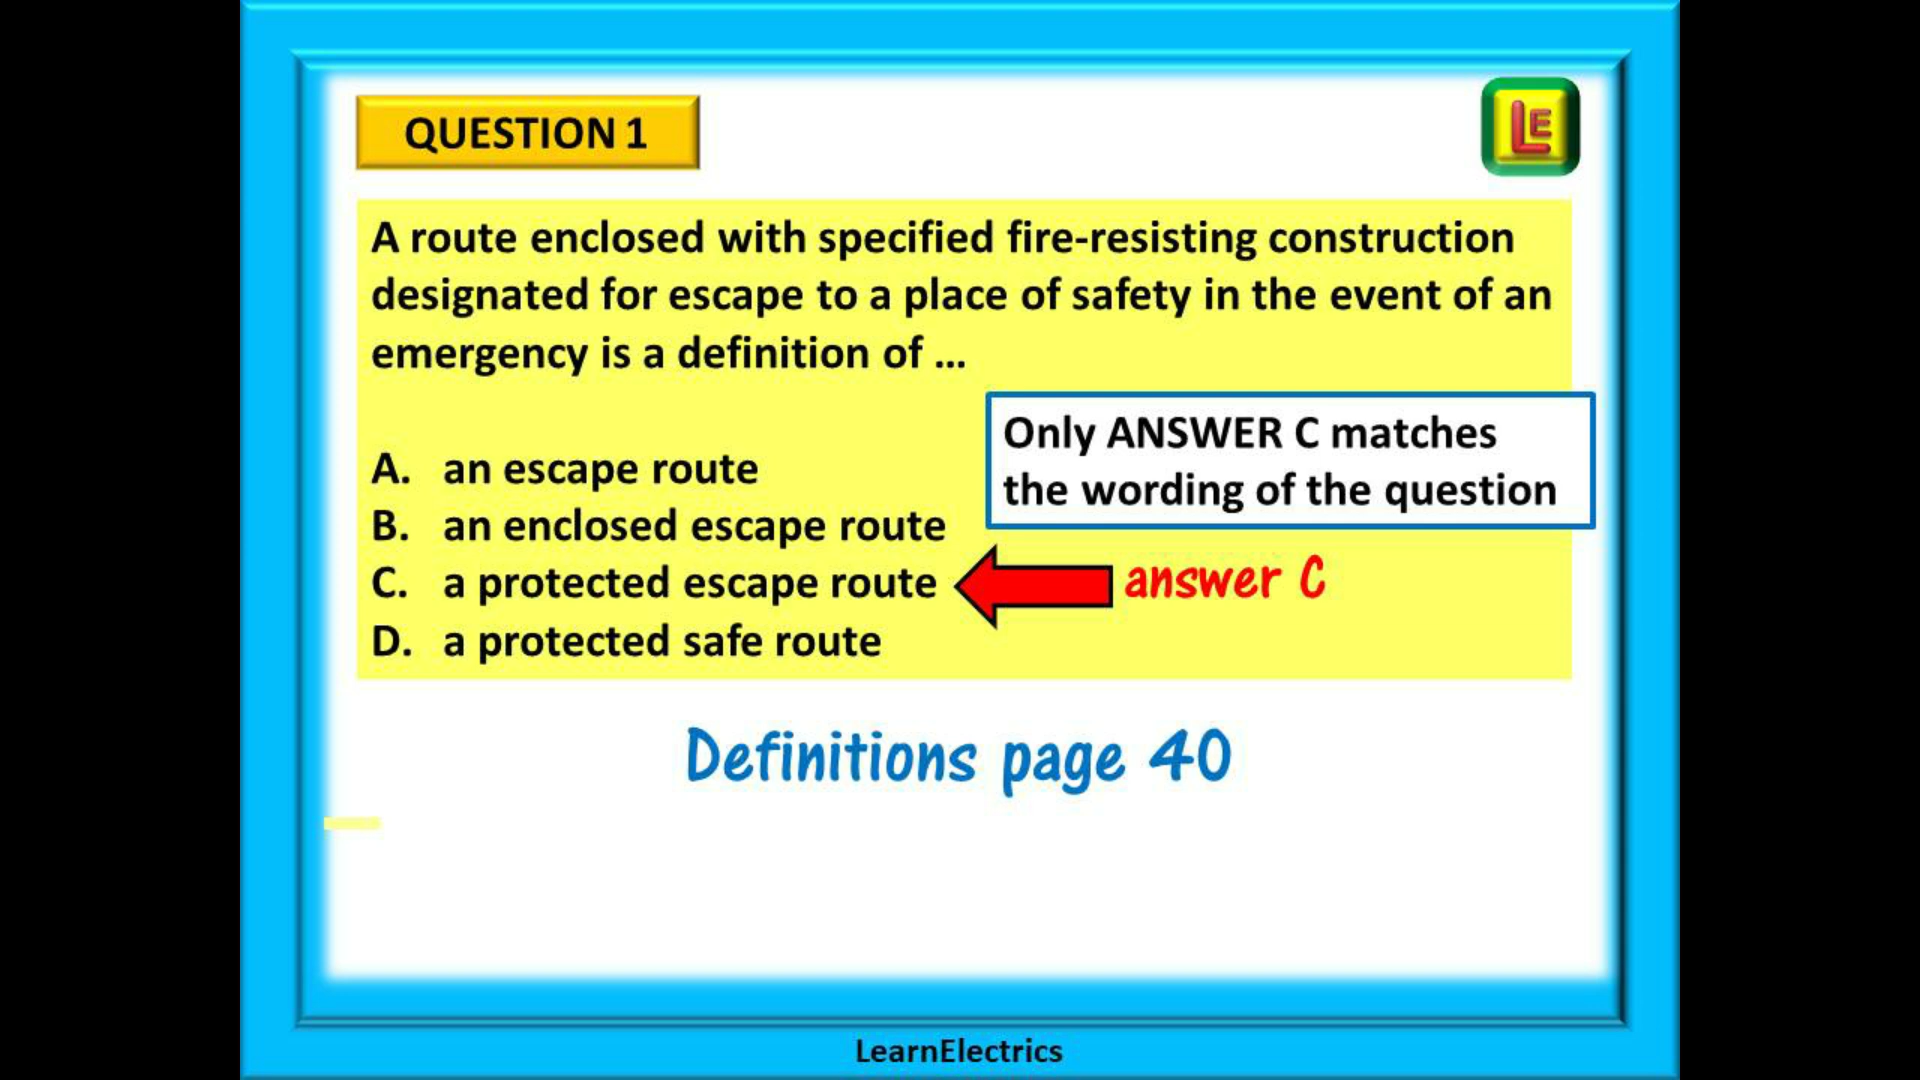 QUESTION 1
LE
A route enclosed with specified fire-resisting construction
designated for escape to a place of safety in the event of an
emergency is a definition of ...
Only ANSWER C matches
the wording of the question
A. an escape route
B. an enclosed escape route
C. a protected escape route
answer C
D. a protected safe route
Definitions page 40
LearnElectrics